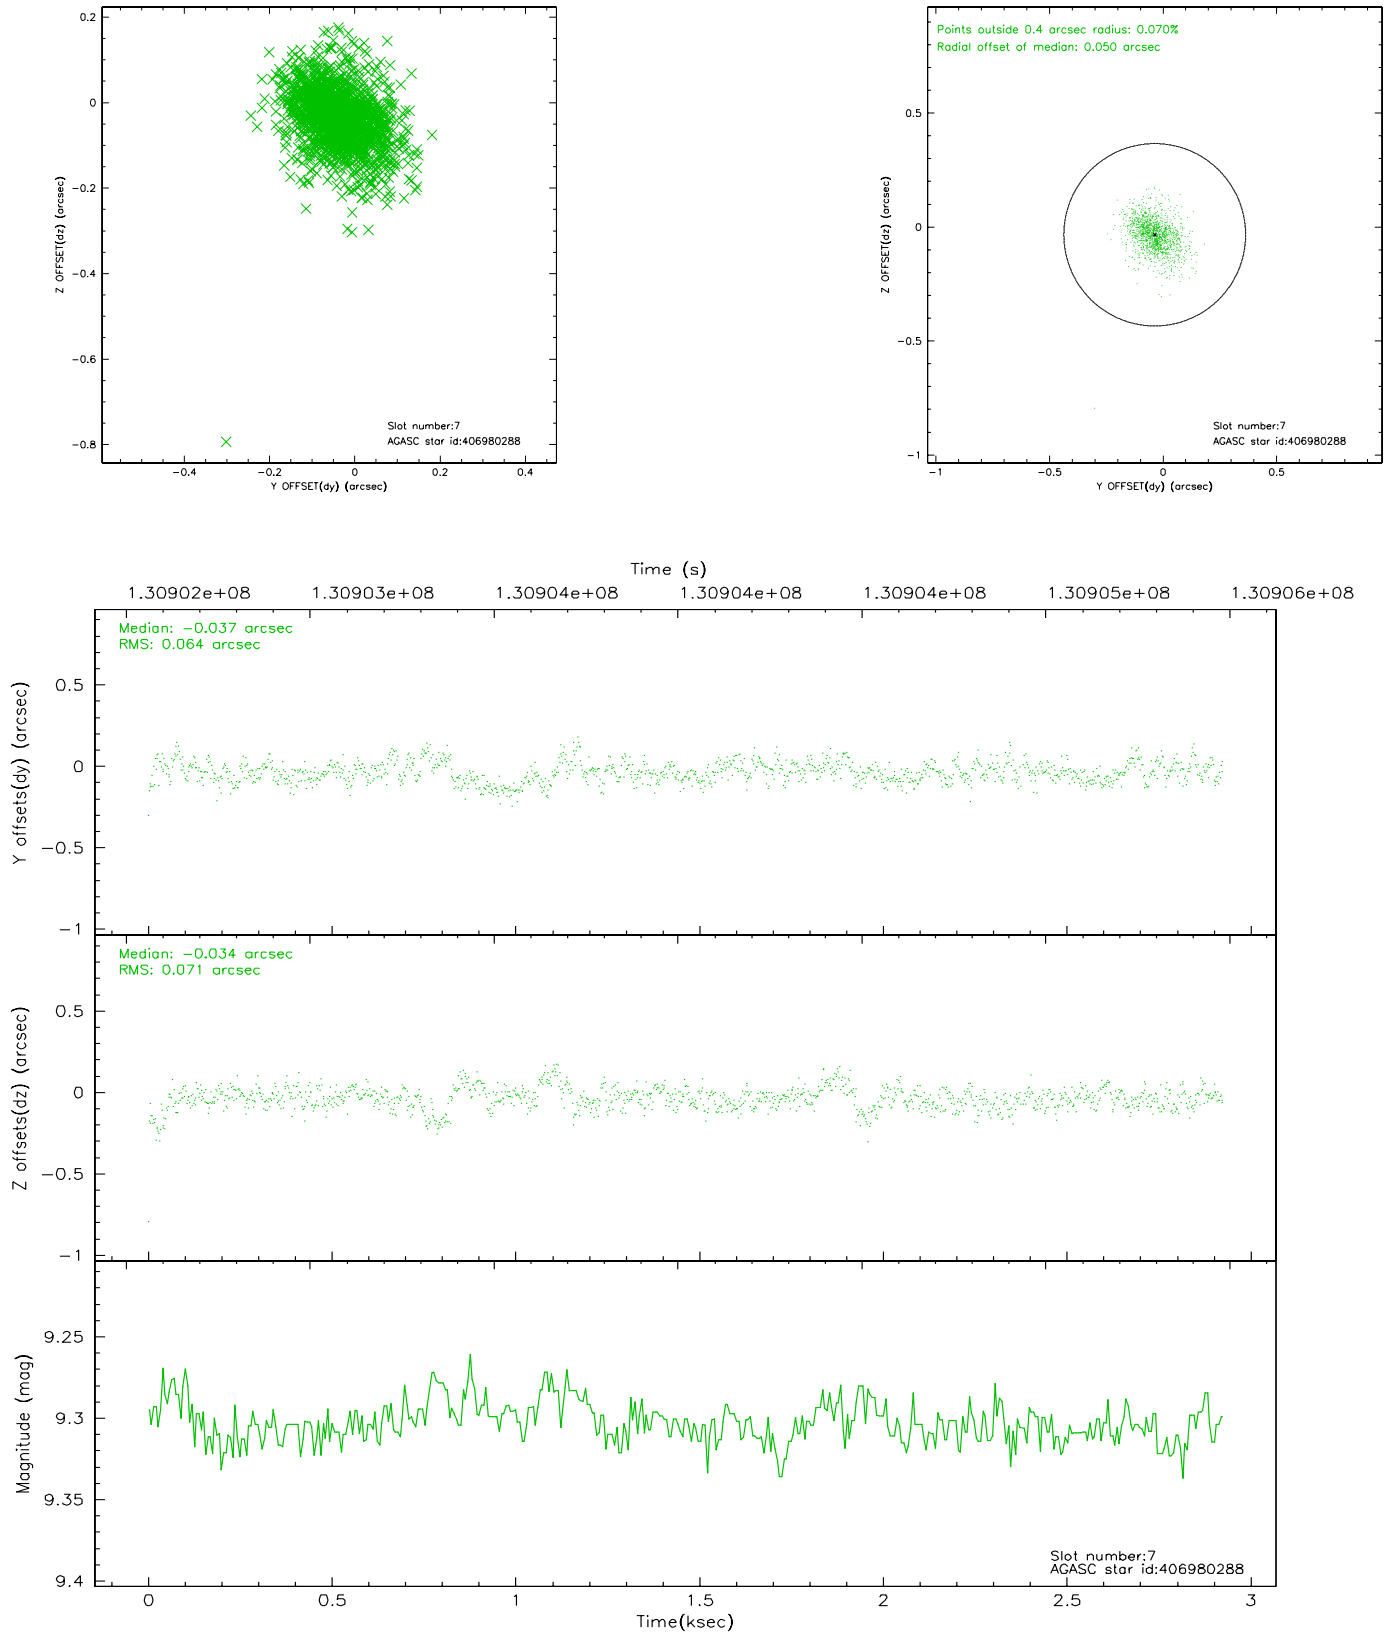 0.2
0
-0.2
-0.4
-0.6
-0.8
Z OFFSET(dz) (arcsec)
Slot number:7
AGASC star id:406980288
-0.4 -0.2 0 0.2 0.4
Y OFFSET(dy) (arcsec)
Points outside 0.4 arcsec radius: 0.070%
Radial offset of median: 0.050 arcsec
0.5
0
-0.5
-1
Z OFFSET(dz) (arcsec)
Slot number:7
AGASC star id:406980288
-1 -0.5 0 0.5
Y OFFSET(dy) (arcsec)
Time (s)
1.30902e+08 1.30903e+08 1.30904e+08 1.30904e+08 1.30904e+08 1.30905e+08 1.30906e+08
Median: -0.037 arcsec
RMS: 0.064 arcsec
0.5
0
-0.5
-1
Y offsets(dy) (arcsec)
Median: -0.034 arcsec
RMS: 0.071 arcsec
0.5
0
-0.5
-1
Z offsets(dz) (arcsec)
9.25
9.3
9.35
9.4
Magnitude (mag)
Slot number:7
AGASC star id:406980288
0 0.5 1 1.5 2 2.5 3
Time(ksec)